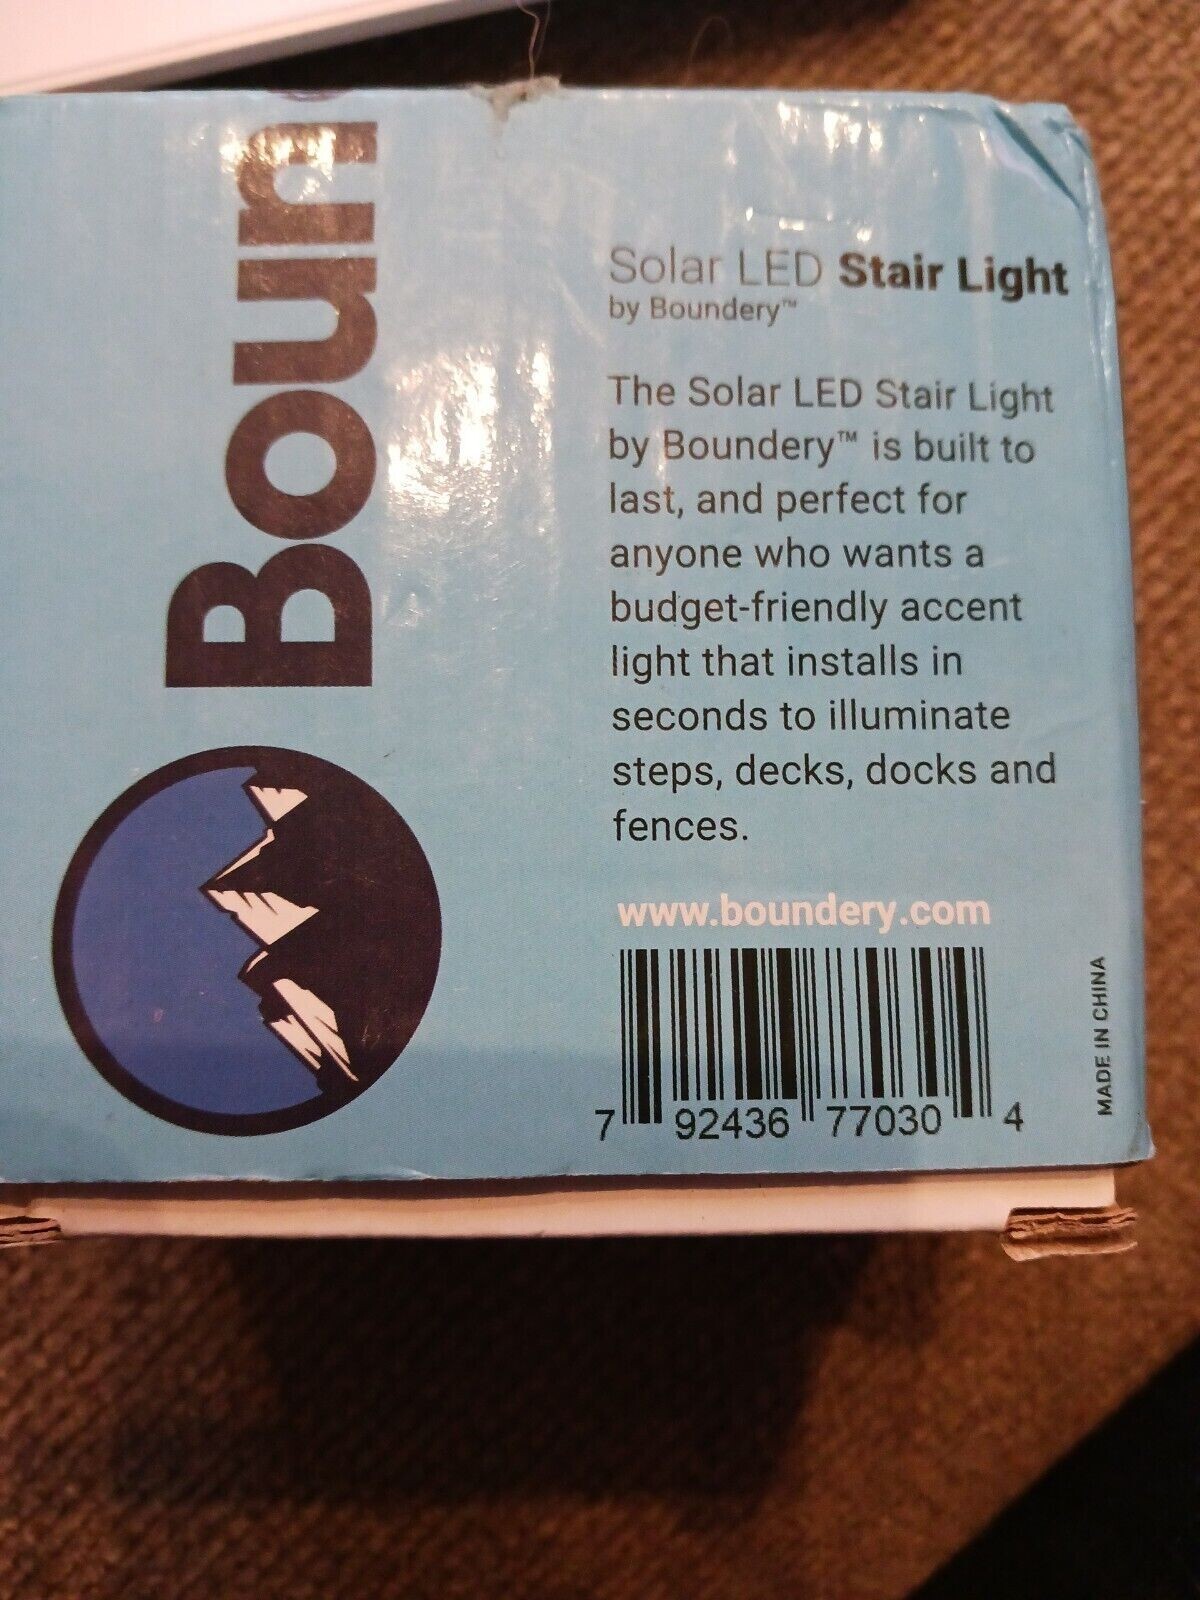 Boun
Solar LED Stair Light
by Boundery™
The Solar LED Stair Light
by Boundery™ is built to
last, and perfect for
anyone who wants a
budget-friendly accent
light that installs in
seconds to illuminate
steps, decks, docks and
fences.
www.boundery.com
7 92436 77030 4
MADE IN CHINA